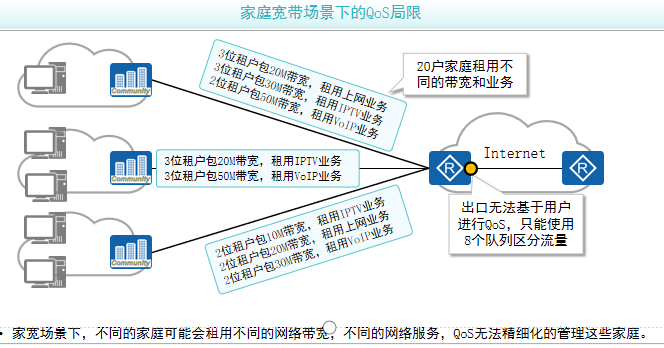 家庭宽带场景下的QoS局限
3位租户包20M带宽，租用上网业务
3位租户包30M带宽，租用IPTV业务
2位租户包50M带宽，租用VoIP业务
20户家庭租用不
同的带宽和业务
Community
3位租户包20M带宽，租用IPTV业务
3位租户包50M带宽，租用VoIP业务
Community
Internet
R
R
出口无法基于用户
进行QoS，只能使用
8个队列区分流量
2位租户包10M带宽，租用IPTV业务
2位租户包20M带宽，租用上网业务
2位租户包30M带宽，租用VoIP业务
Community
• 家宽场景下，不同的家庭可能会租用不同的网络带宽，不同的网络服务，QoS无法精细化的管理这些家庭。